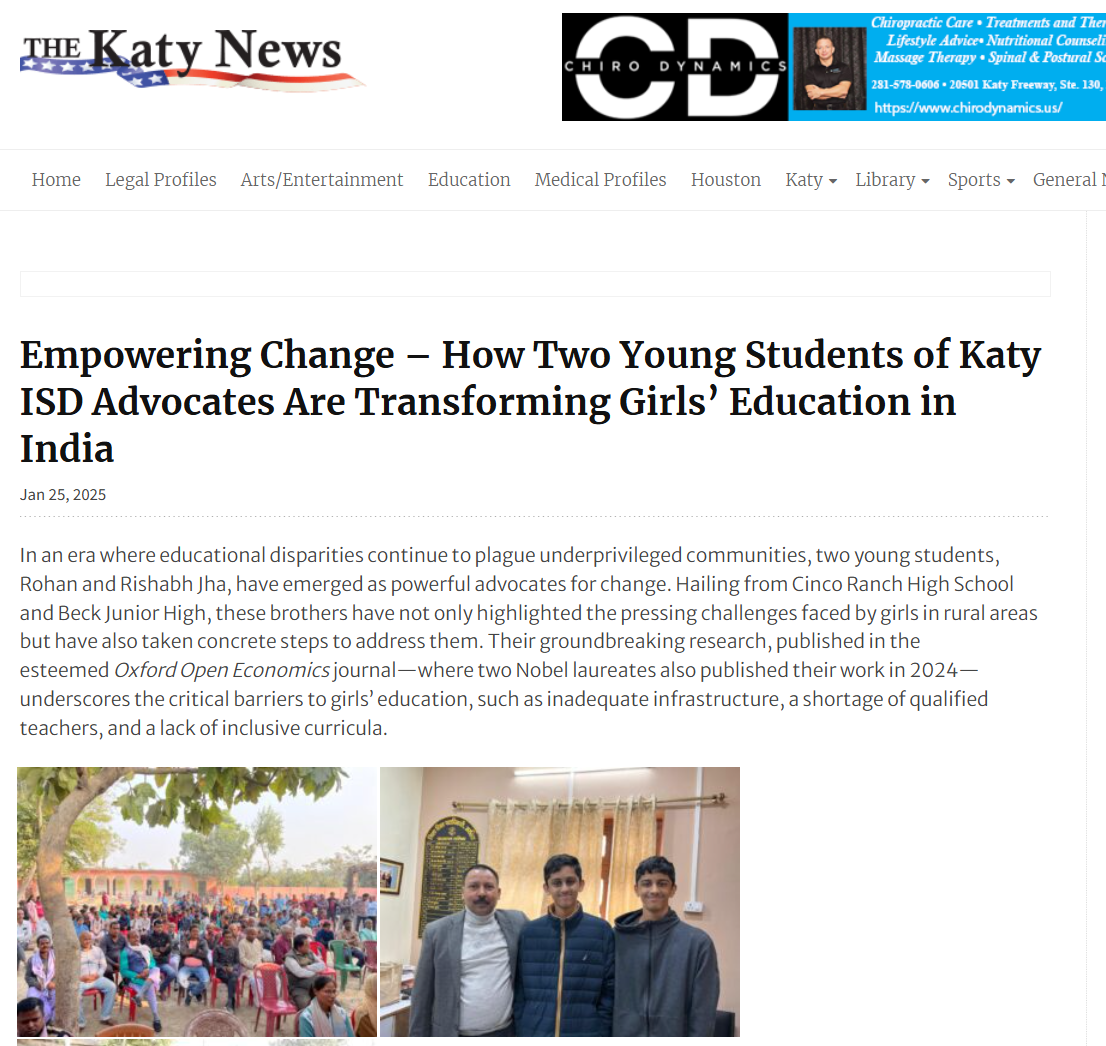 THE Katy News
CHIRO DYNAMICS
Chiropractic Care • Treatments and Ther
Lifestyle Advice• Nutritional Counseli
Massage Therapy • Spinal & Postural Sc
281-578-0606 • 20501 Katy Freeway, Ste. 130,
https://www.chirodynamics.us/
Home Legal Profiles Arts/Entertainment Education Medical Profiles Houston Katy Library Sports General N
Empowering Change – How Two Young Students of Katy
ISD Advocates Are Transforming Girls’ Education in
India
Jan 25, 2025
In an era where educational disparities continue to plague underprivileged communities, two young students,
Rohan and Rishabh Jha, have emerged as powerful advocates for change. Hailing from Cinco Ranch High School
and Beck Junior High, these brothers have not only highlighted the pressing challenges faced by girls in rural areas
but have also taken concrete steps to address them. Their groundbreaking research, published in the
esteemed Oxford Open Economics journal—where two Nobel laureates also published their work in 2024—
underscores the critical barriers to girls’ education, such as inadequate infrastructure, a shortage of qualified
teachers, and a lack of inclusive curricula.